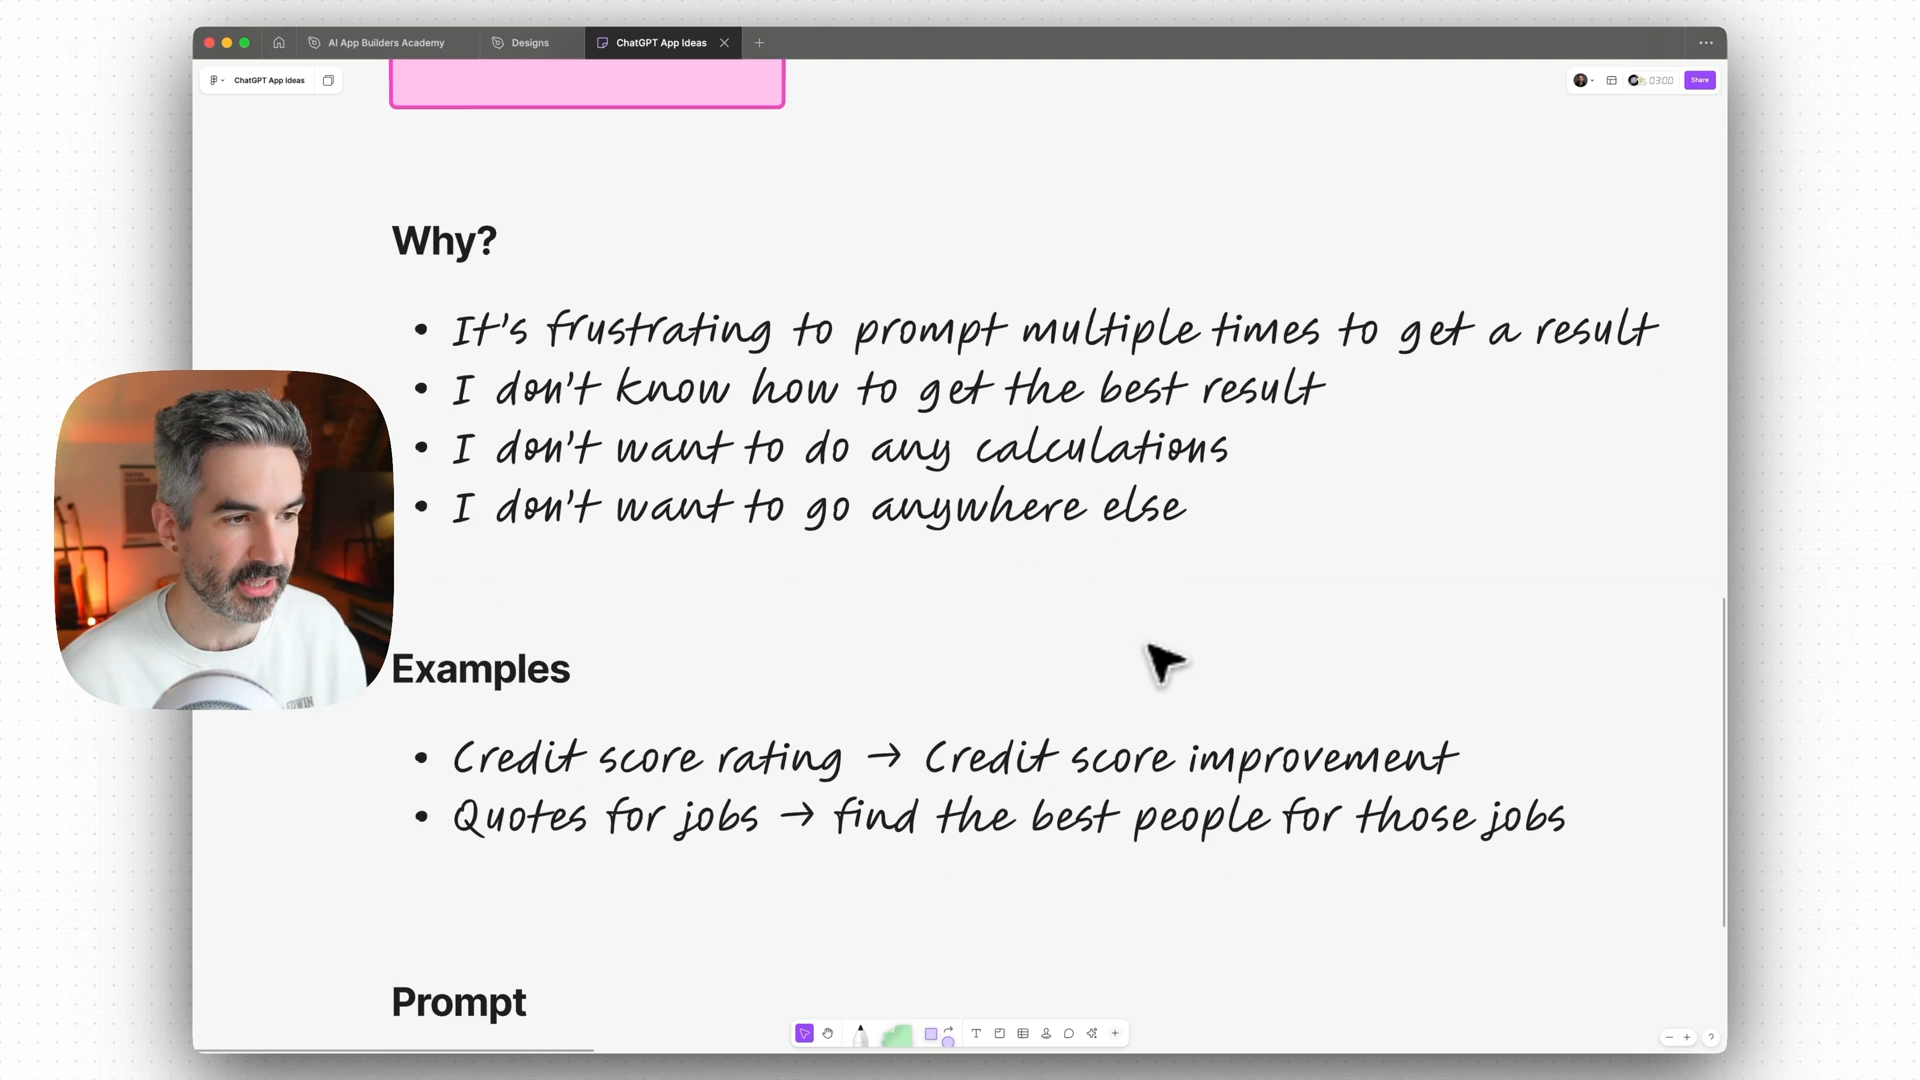 AI App Builders Academy
Designs
ChatGPT App Ideas
ChatGPT App Ideas
03:00
Share
Why?
• It's frustrating to prompt multiple times to get a result
• I don't know how to get the best result
• I don't want to do any calculations
• I don't want to go anywhere else
Examples
• Credit score rating → Credit score improvement
• Quotes for jobs → find the best people for those jobs
Prompt